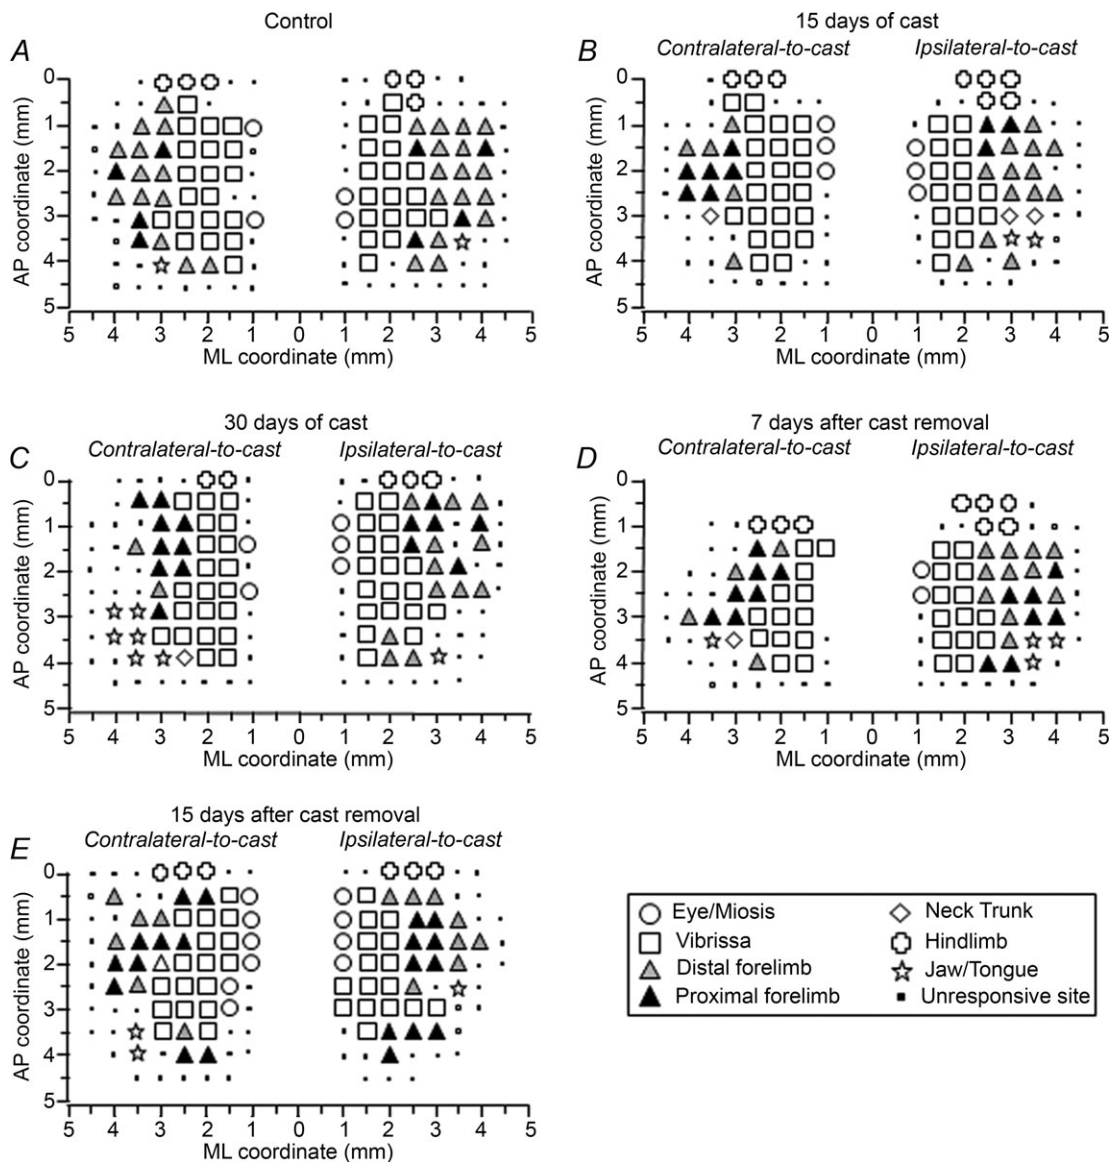 Control
15 days of cast
A
B
Contralateral-to-cast
Ipsilateral-to-cast
AP coordinate (mm)
0
1
2
3
4
5
5 4 3 2 1 0 1 2 3 4 5
ML coordinate (mm)
AP coordinate (mm)
0
1
2
3
4
5
5 4 3 2 1 0 1 2 3 4 5
ML coordinate (mm)
30 days of cast
7 days after cast removal
C
Contralateral-to-cast
Ipsilateral-to-cast
D
Contralateral-to-cast
Ipsilateral-to-cast
AP coordinate (mm)
0
1
2
3
4
5
5 4 3 2 1 0 1 2 3 4 5
ML coordinate (mm)
AP coordinate (mm)
0
1
2
3
4
5
5 4 3 2 1 0 1 2 3 4 5
ML coordinate (mm)
15 days after cast removal
E
Contralateral-to-cast
Ipsilateral-to-cast
AP coordinate (mm)
0
1
2
3
4
5
5 4 3 2 1 0 1 2 3 4 5
ML coordinate (mm)
Eye/Miosis
Vibrissa
Distal forelimb
Proximal forelimb
Neck Trunk
Hindlimb
Jaw/Tongue
Unresponsive site